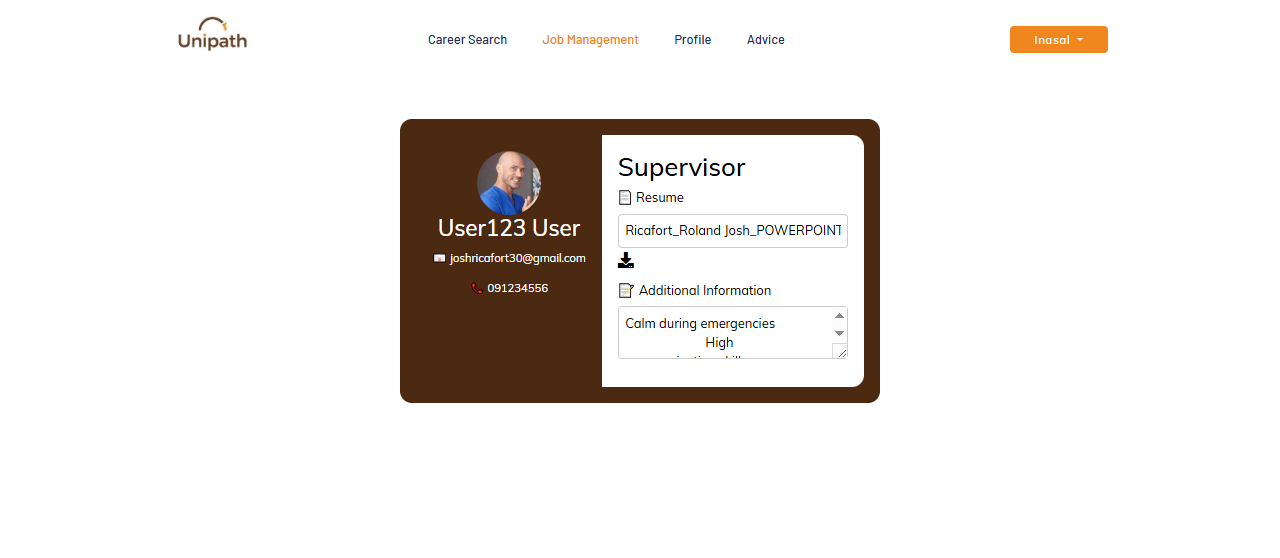 Unipath
Career Search
Job Management
Profile
Advice
Inasal
User123 User
joshricafort30@gmail.com
091234556
Supervisor
Resume
Ricafort_Roland Josh_POWERPOINT
Additional Information
Calm during emergencies
High